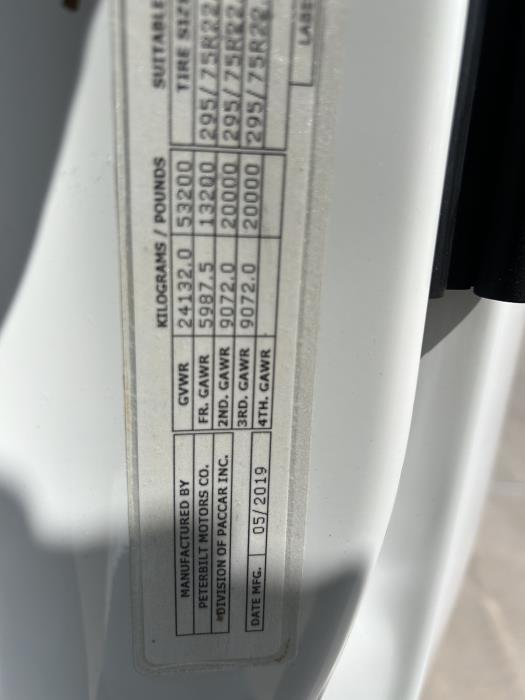 MANUFACTURED BY
PETERBILT MOTORS CO.
*DIVISION OF PACCAR INC.
DATE MFG. 05/2019
KILOGRAMS / POUNDS
GVWR 24132.0 53200
FR. GAWR 5987.5 13200
2ND. GAWR 9072.0 20000
3RD. GAWR 9072.0 20000
4TH. GAWR
SUITABLE
TIRE SIZE
295/75R22
295/75R22
295/75R22.
LABE